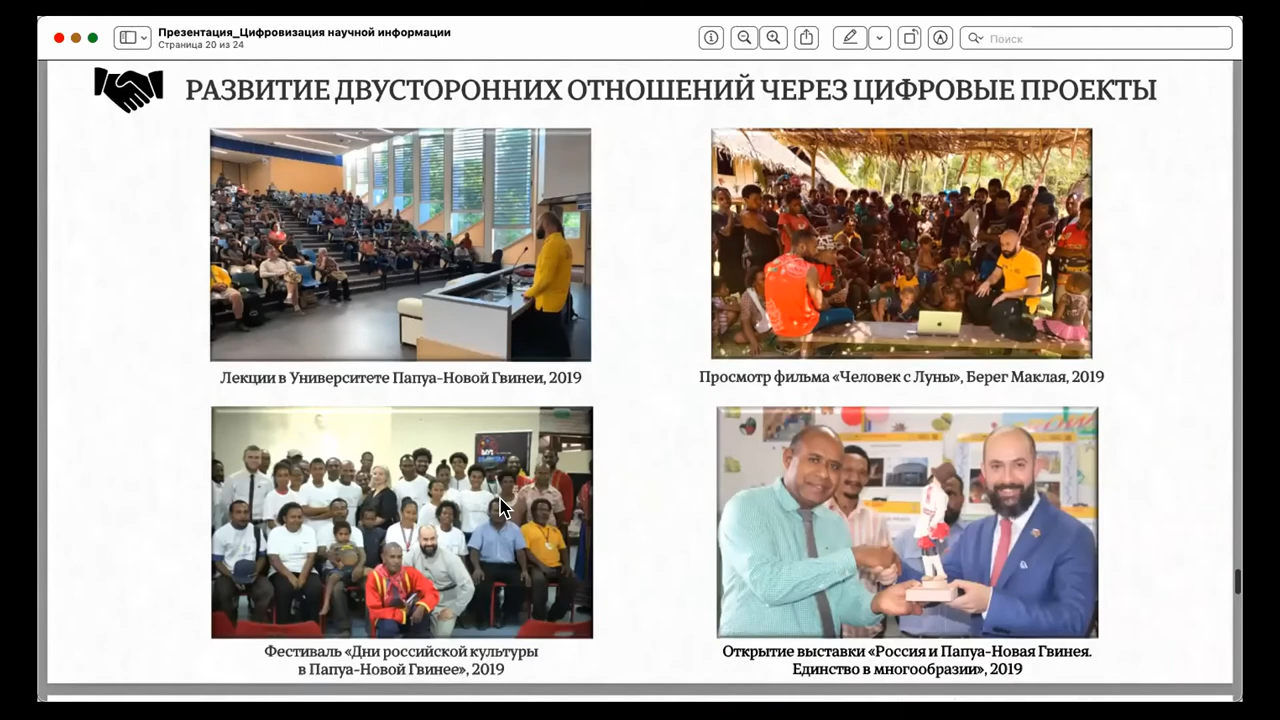 Презентация_Цифровизация научной информации
Страница 20 из 24
Поиск
РАЗВИТИЕ ДВУСТОРОННИХ ОТНОШЕНИЙ ЧЕРЕЗ ЦИФРОВЫЕ ПРОЕКТЫ
Лекции в Университете Папуа-Новой Гвинеи, 2019
Просмотр фильма «Человек с Луны», Берег Маклая, 2019
Фестиваль «Дни российской культуры
в Папуа-Новой Гвинее», 2019
Открытие выставки «Россия и Папуа-Новая Гвинея.
Единство в многообразии», 2019